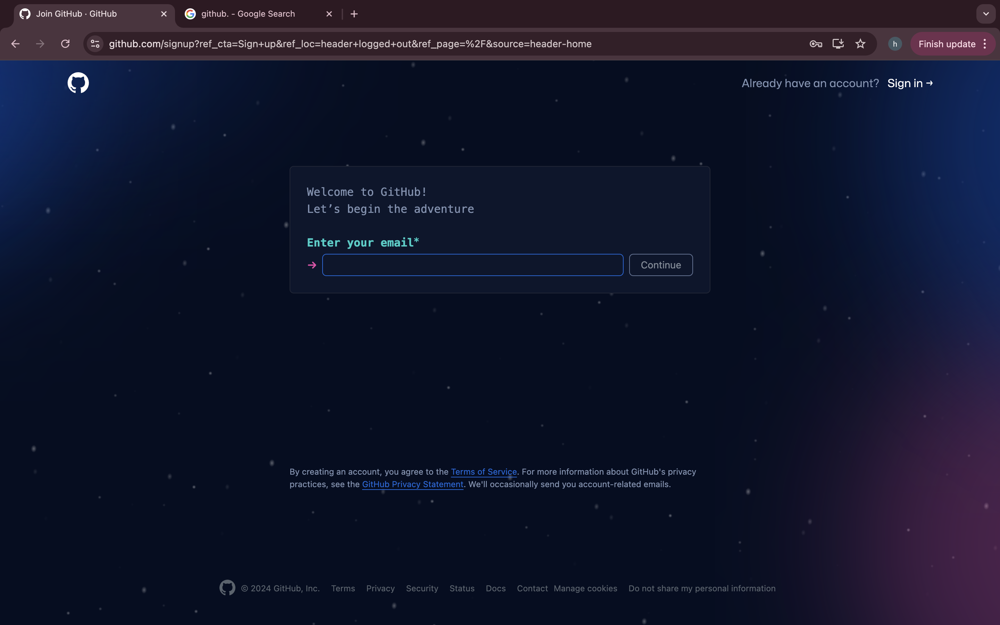 Join GitHub · GitHub
github. - Google Search
github.com/signup?ref_cta=Sign+up&ref_loc=header+logged+out&ref_page=%2F&source=header-home
h
Finish update
Already have an account? Sign in →
Welcome to GitHub!
Let’s begin the adventure
Enter your email*
→
Continue
By creating an account, you agree to the Terms of Service. For more information about GitHub's privacy
practices, see the GitHub Privacy Statement. We'll occasionally send you account-related emails.
© 2024 GitHub, Inc. Terms Privacy Security Status Docs Contact Manage cookies Do not share my personal information